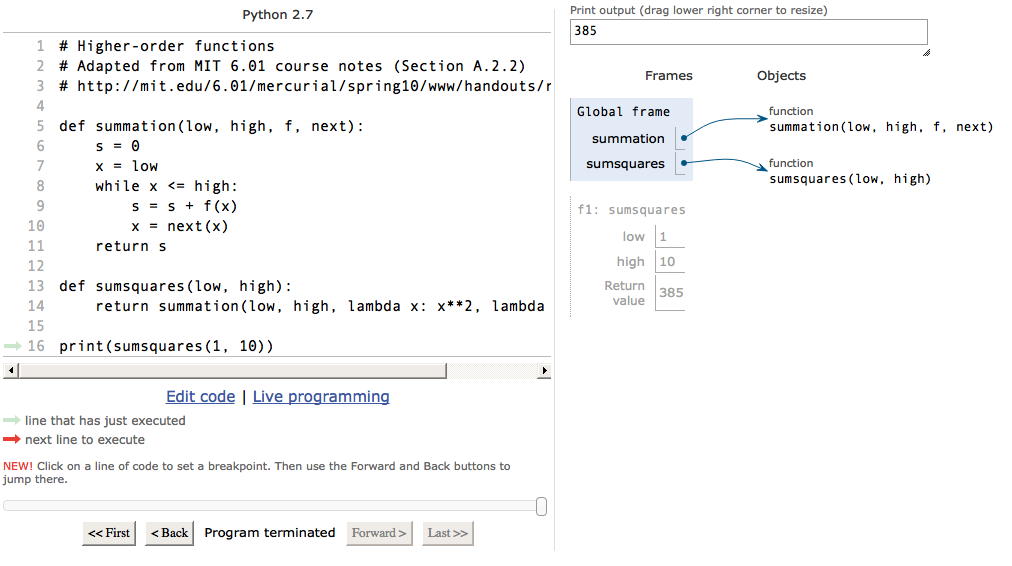 Python 2.7
1 # Higher-order functions
2 # Adapted from MIT 6.01 course notes (Section A.2.2)
3 # http://mit.edu/6.01/mercurial/spring10/www/handouts/r
4
5 def summation(low, high, f, next):
6     s = 0
7     x = low
8     while x <= high:
9         s = s + f(x)
10         x = next(x)
11     return s
12
13 def sumsquares(low, high):
14     return summation(low, high, lambda x: x**2, lambda
15
16 print(sumsquares(1, 10))
Edit code | Live programming
line that has just executed
next line to execute
NEW! Click on a line of code to set a breakpoint. Then use the Forward and Back buttons to
jump there.
<< First < Back Program terminated Forward > Last >>
Print output (drag lower right corner to resize)
385
Frames Objects
Global frame
summation
sumsquares
function
summation(low, high, f, next)
function
sumsquares(low, high)
f1: sumsquares
low 1
high 10
Return
value 385